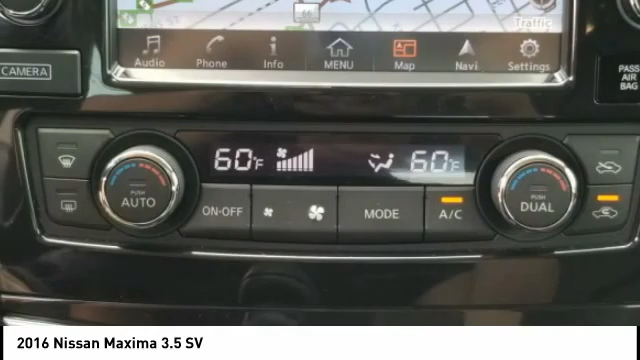 Traffic
Audio Phone Info MENU Map Navi Settings
CAMERA
PASS
AIR
BAG
60°F 60°F
PUSH
AUTO
ON·OFF
MODE
A/C
PUSH
DUAL
2016 Nissan Maxima 3.5 SV